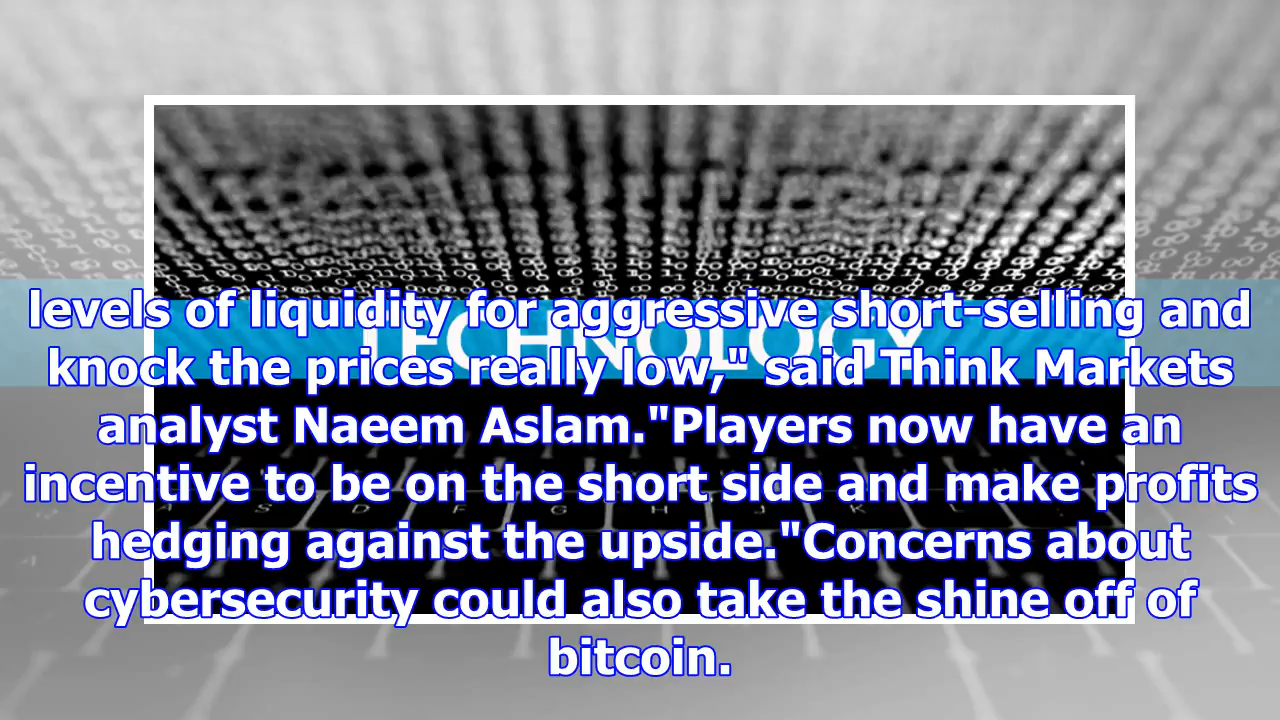 levels of liquidity for aggressive short-selling and
TECHNOLOGY
knock the prices really low," said Think Markets
analyst Naeem Aslam."Players now have an
incentive to be on the short side and make profits
hedging against the upside."Concerns about
cybersecurity could also take the shine off of
bitcoin.